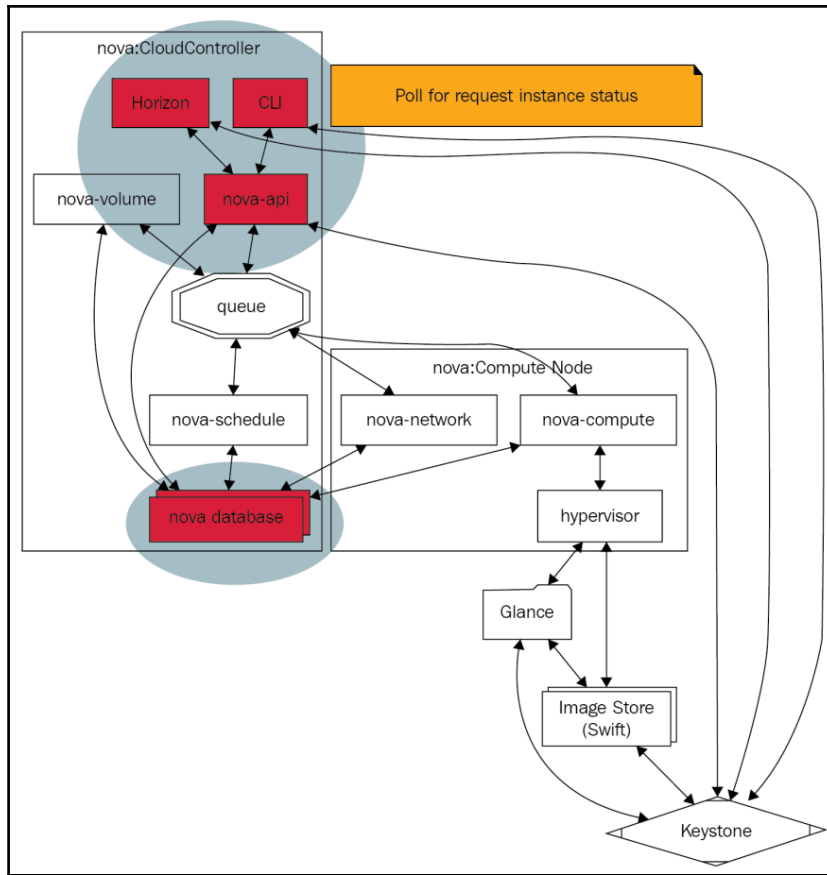 nova:CloudController
Horizon
CLI
Poll for request instance status
nova-volume
nova-api
queue
nova:Compute Node
nova-schedule
nova-network
nova-compute
nova database
hypervisor
Glance
Image Store
(Swift)
Keystone